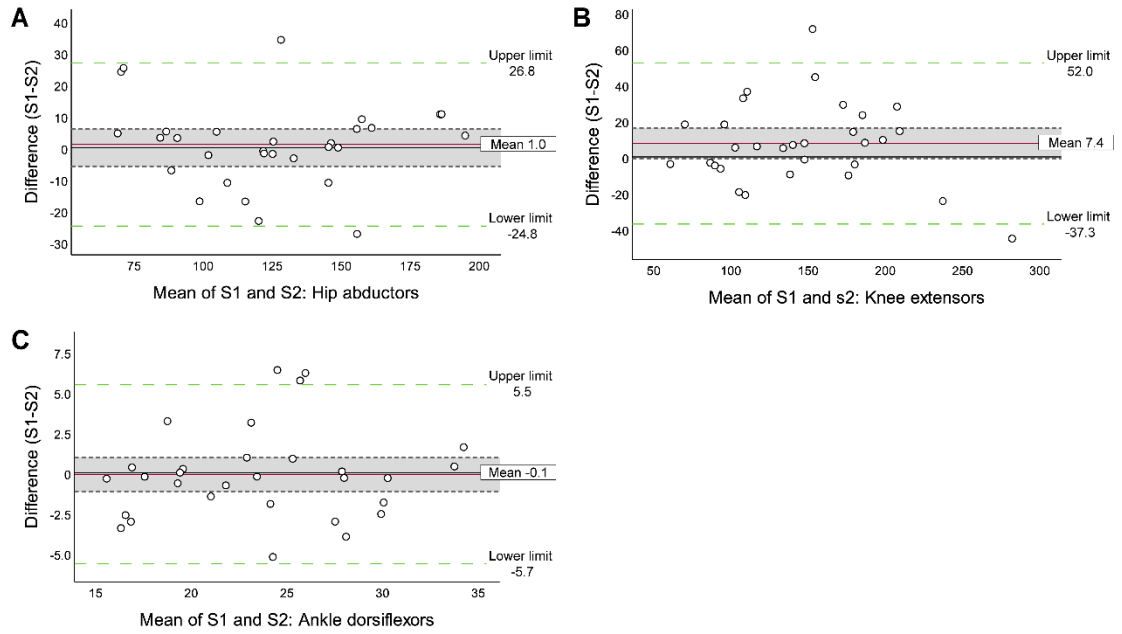 A
40
30
20
10
0
-10
-20
-30
Difference (S1-S2)
Upper limit
26.8
Mean 1.0
Lower limit
-24.8
75
100
125
150
175
200
Mean of S1 and S2: Hip abductors
B
80
60
40
20
0
-20
-40
Difference (S1-S2)
Upper limit
52.0
Mean 7.4
Lower limit
-37.3
50
100
150
200
250
300
Mean of S1 and s2: Knee extensors
C
7.5
5.0
2.5
0
-2.5
-5.0
Difference (S1-S2)
Upper limit
5.5
Mean -0.1
Lower limit
-5.7
15
20
25
30
35
Mean of S1 and S2: Ankle dorsiflexors